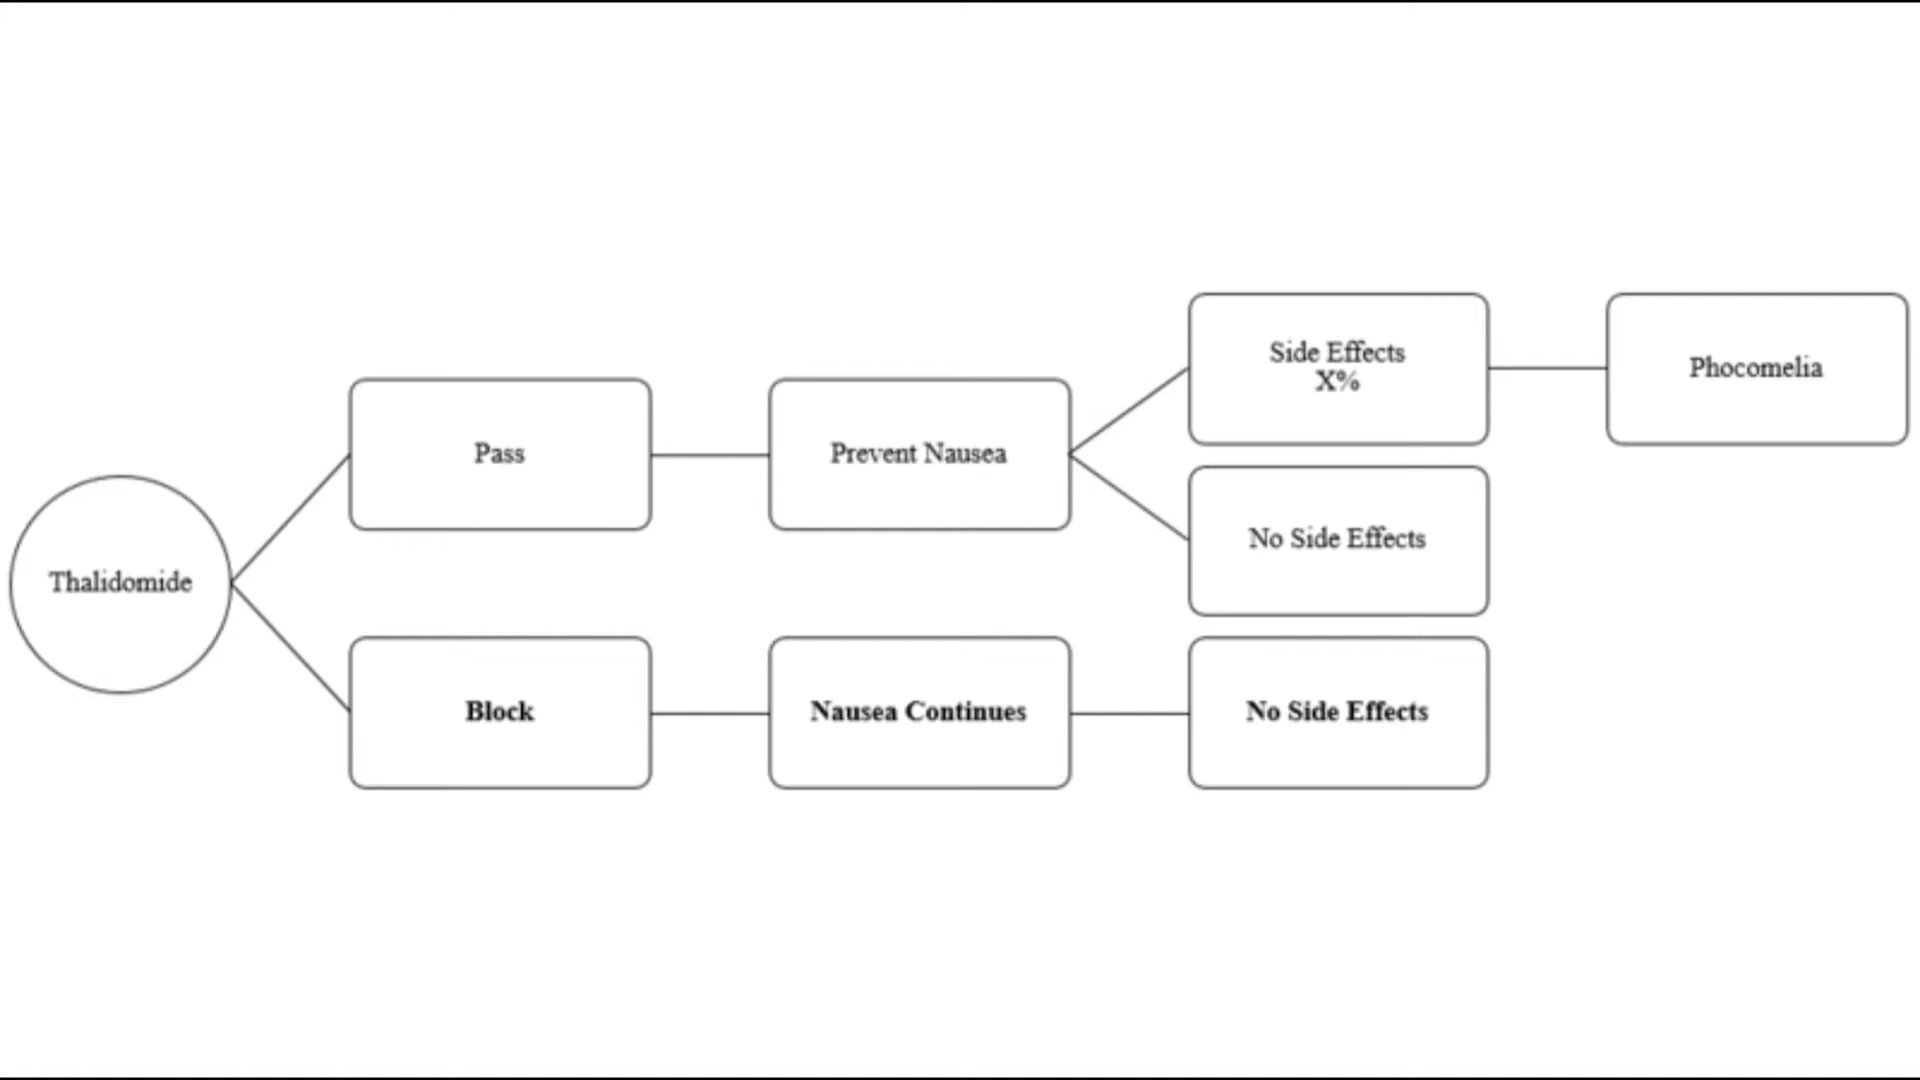 Thalidomide
Pass
Prevent Nausea
Side Effects
X%
Phocomelia
No Side Effects
Block
Nausea Continues
No Side Effects